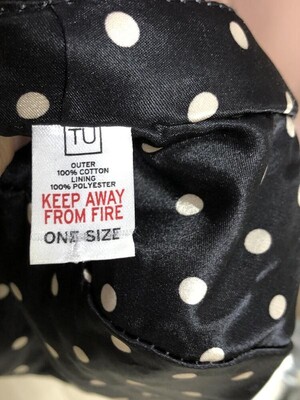 TU
OUTER
100% COTTON
LINING
100% POLYESTER
KEEP AWAY
FROM FIRE
ONE SIZE